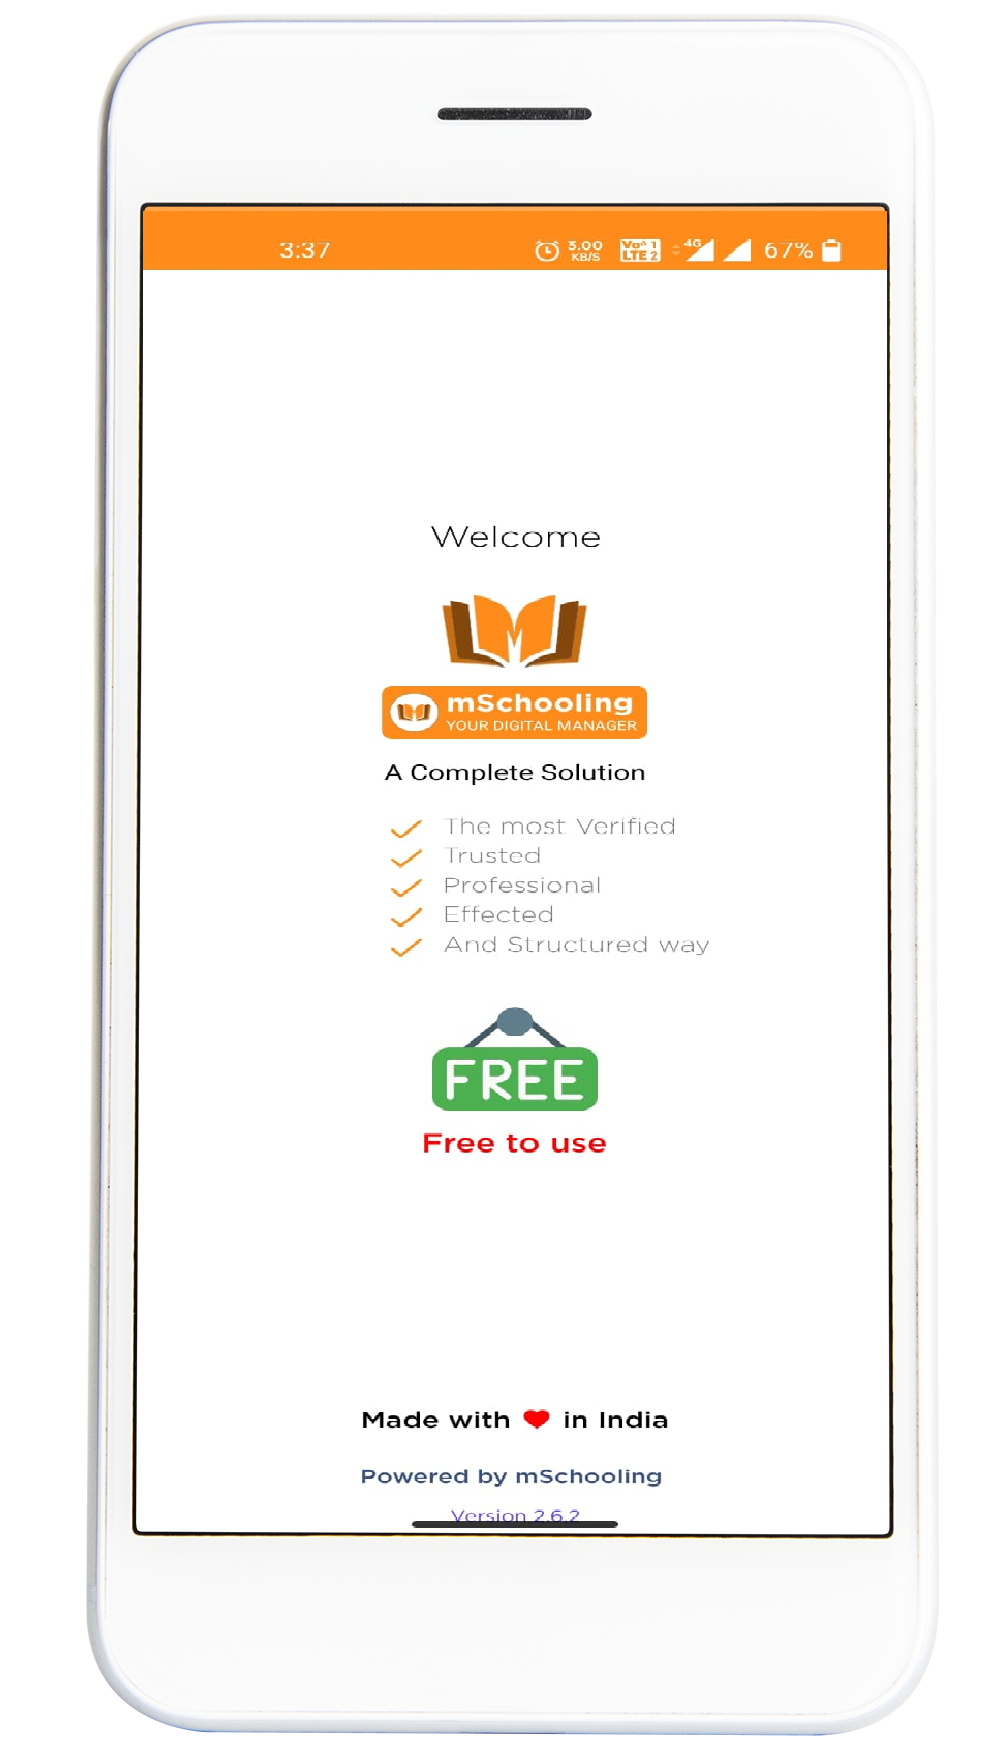 3:37 3.00 KB/S Vo 1 LTE 2 4G 67%
Welcome
mSchooling
YOUR DIGITAL MANAGER
A Complete Solution
The most Verified
Trusted
Professional
Effected
And Structured way
FREE
Free to use
Made with ❤ in India
Powered by mSchooling
Version 2.6.2